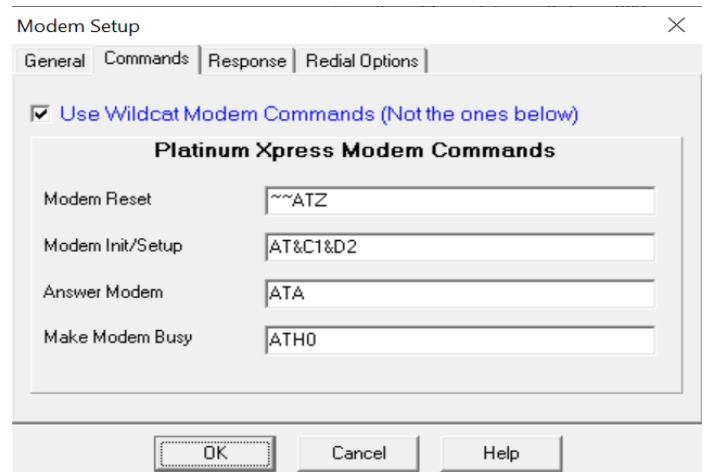 Modem Setup
General Commands Response Redial Options
Use Wildcat Modem Commands (Not the ones below)
Platinum Xpress Modem Commands
Modem Reset ~~ATZ
Modem Init/Setup AT&C1&D2
Answer Modem ATA
Make Modem Busy ATH0
OK Cancel Help